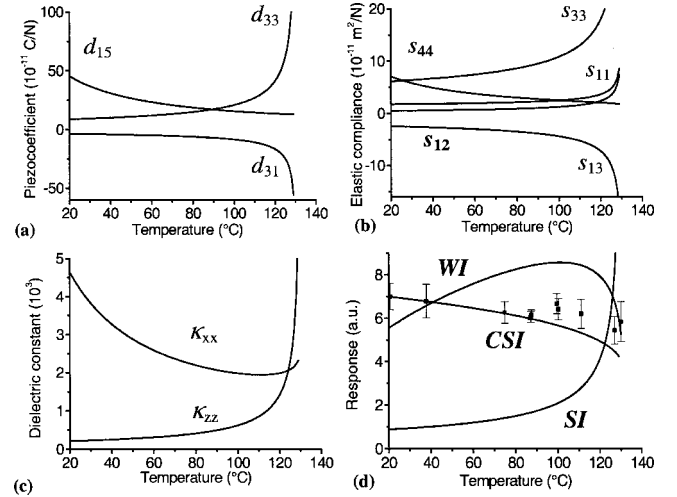 100
50
0
-50
20 40 60 80 100 120 140
Piezocoefficient (10⁻¹¹ C/N)
Temperature (°C)
d₁₅
d₃₃
d₃₁
(a)
20
10
0
-10
20 40 60 80 100 120 140
Elastic compliance (10⁻¹¹ m²/N)
Temperature (°C)
s₃₃
s₄₄
s₁₁
s₁₂
s₁₃
(b)
5
4
3
2
1
0
20 40 60 80 100 120 140
Dielectric constant (10³)
Temperature (°C)
κxx
κzz
(c)
8
6
4
2
0
20 40 60 80 100 120 140
Response (a.u.)
Temperature (°C)
WI
CSI
SI
(d)